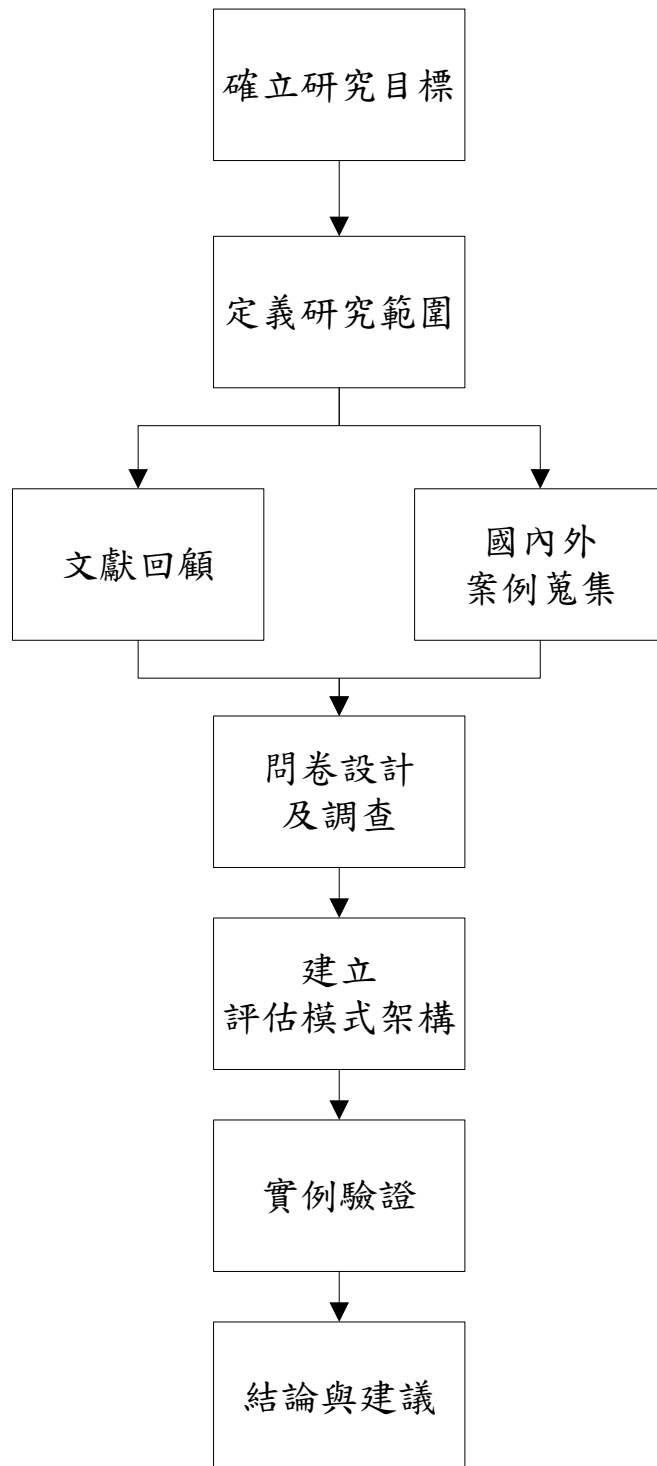 確立研究目標
定義研究範圍
文獻回顧
國內外
案例蒐集
問卷設計
及調查
建立
評估模式架構
實例驗證
結論與建議